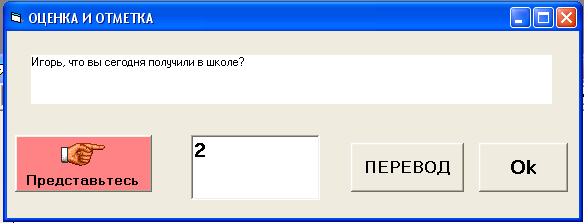 ОЦЕНКА И ОТМЕТКА
Игорь, что вы сегодня получили в школе?
Представьтесь
2
ПЕРЕВОД
Ok